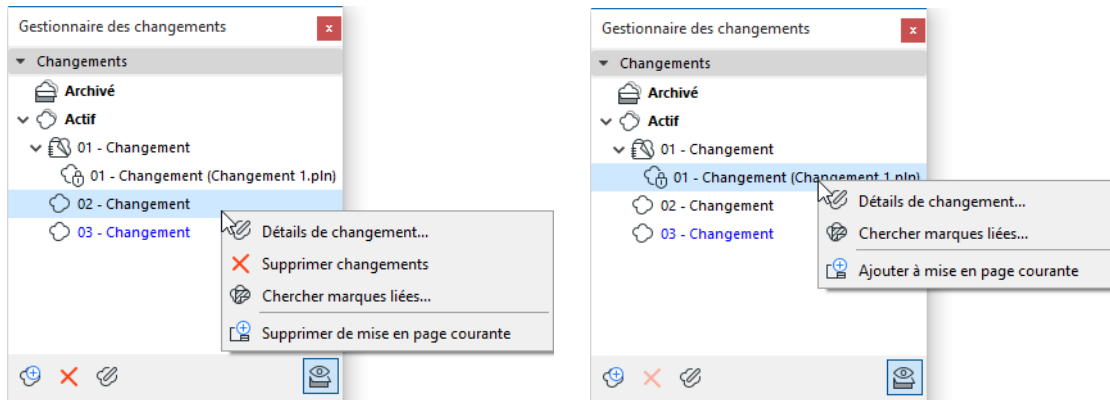 Gestionnaire des changements
x
Changements
Archivé
Actif
01 - Changement
01 - Changement (Changement 1.pln)
02 - Changement
03 - Changement
Détails de changement...
Supprimer changements
Chercher marques liées...
Supprimer de mise en page courante
Gestionnaire des changements
x
Changements
Archivé
Actif
01 - Changement
01 - Changement (Changement 1.pln)
02 - Changement
03 - Changement
Détails de changement...
Chercher marques liées...
Ajouter à mise en page courante